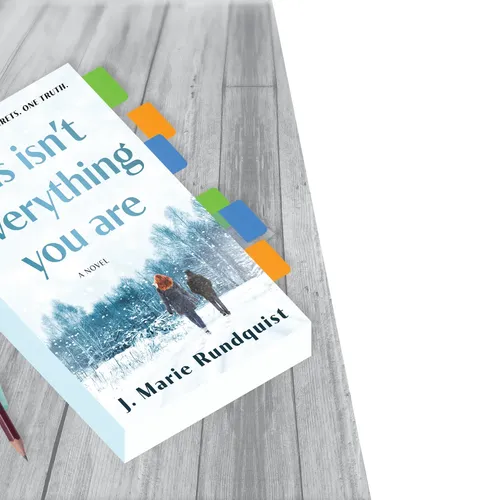 RETS. ONE TRUTH.
s isn't
verything
you are
A NOVEL
J. Marie Rundquist